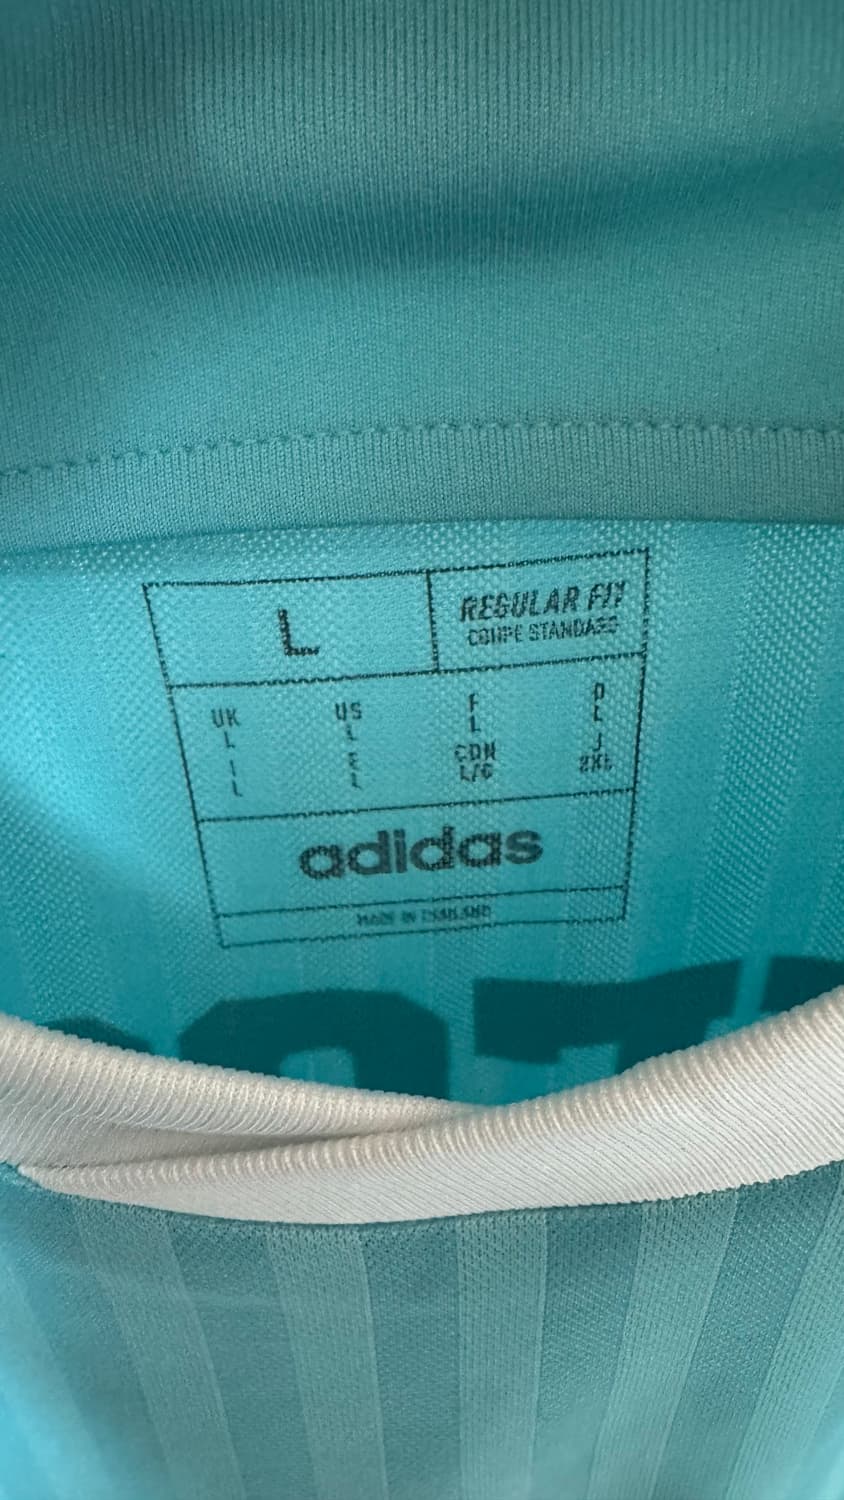 L
REGULAR FIT
COUPE STANDARD
UK US F D
L L L L
I E CDN J
L L L/G 2XL
adidas
MADE IN THAILAND